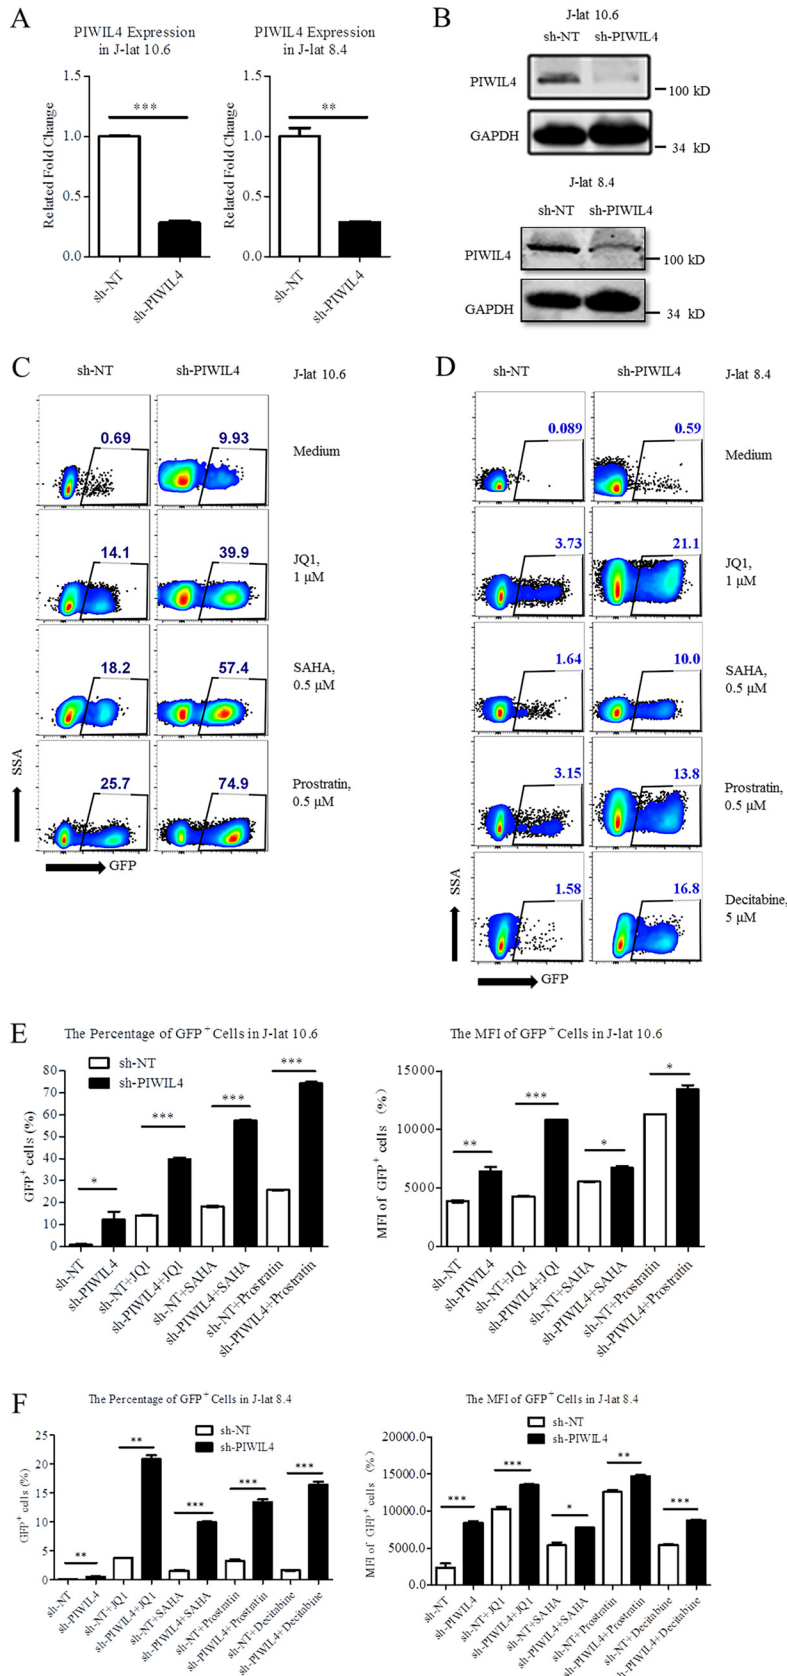 A
PIWIL4 Expression
in J-lat 10.6
Related Fold Change
1.5
1.0
0.5
0.0
***
sh-NT
sh-PIWIL4
PIWIL4 Expression
in J-lat 8.4
Related Fold Change
1.5
1.0
0.5
0.0
**
sh-NT
sh-PIWIL4
B
J-lat 10.6
sh-NT sh-PIWIL4
PIWIL4
100 kD
GAPDH
34 kD
J-lat 8.4
sh-NT sh-PIWIL4
PIWIL4
100 kD
GAPDH
34 kD
C
sh-NT sh-PIWIL4 J-lat 10.6
0.69 9.93
Medium
14.1 39.9
JQ1,
1 μM
18.2 57.4
SAHA,
0.5 μM
25.7 74.9
Prostratin,
0.5 μM
SSA
GFP
D
sh-NT sh-PIWIL4 J-lat 8.4
0.089 0.59
Medium
3.73 21.1
JQ1,
1 μM
1.64 10.0
SAHA,
0.5 μM
3.15 13.8
Prostratin,
0.5 μM
1.58 16.8
Decitabine,
5 μM
SSA
GFP
E
The Percentage of GFP+ Cells in J-lat 10.6
sh-NT
sh-PIWIL4
GFP+ cells (%)
80
70
60
50
40
30
20
10
0
* *** *** ***
sh-NT
sh-PIWIL4
sh-NT+JQ1
sh-PIWIL4+JQ1
sh-NT+SAHA
sh-PIWIL4+SAHA
sh-NT+Prostratin
sh-PIWIL4+Prostratin
The MFI of GFP+ Cells in J-lat 10.6
MFI of GFP+ cells (%)
15000
10000
5000
0
** *** * *
sh-NT
sh-PIWIL4
sh-NT+JQ1
sh-PIWIL4+JQ1
sh-NT+SAHA
sh-PIWIL4+SAHA
sh-NT+Prostratin
sh-PIWIL4+Prostratin
F
The Percentage of GFP+ Cells in J-lat 8.4
sh-NT
sh-PIWIL4
GFP+ cells (%)
25
20
15
10
5
0
** ** *** *** ***
sh-NT
sh-PIWIL4
sh-NT+JQ1
sh-PIWIL4+JQ1
sh-NT+SAHA
sh-PIWIL4+SAHA
sh-NT+Prostratin
sh-PIWIL4+Prostratin
sh-NT+Decitabine
sh-PIWIL4+Decitabine
The MFI of GFP+ Cells in J-lat 8.4
sh-NT
sh-PIWIL4
MFI of GFP+ cells (%)
20000.0
15000.0
10000.0
5000.0
0.0
*** *** * ** ***
sh-NT
sh-PIWIL4
sh-NT+JQ1
sh-PIWIL4+JQ1
sh-NT+SAHA
sh-PIWIL4+SAHA
sh-NT+Prostratin
sh-PIWIL4+Prostratin
sh-NT+Decitabine
sh-PIWIL4+Decitabine